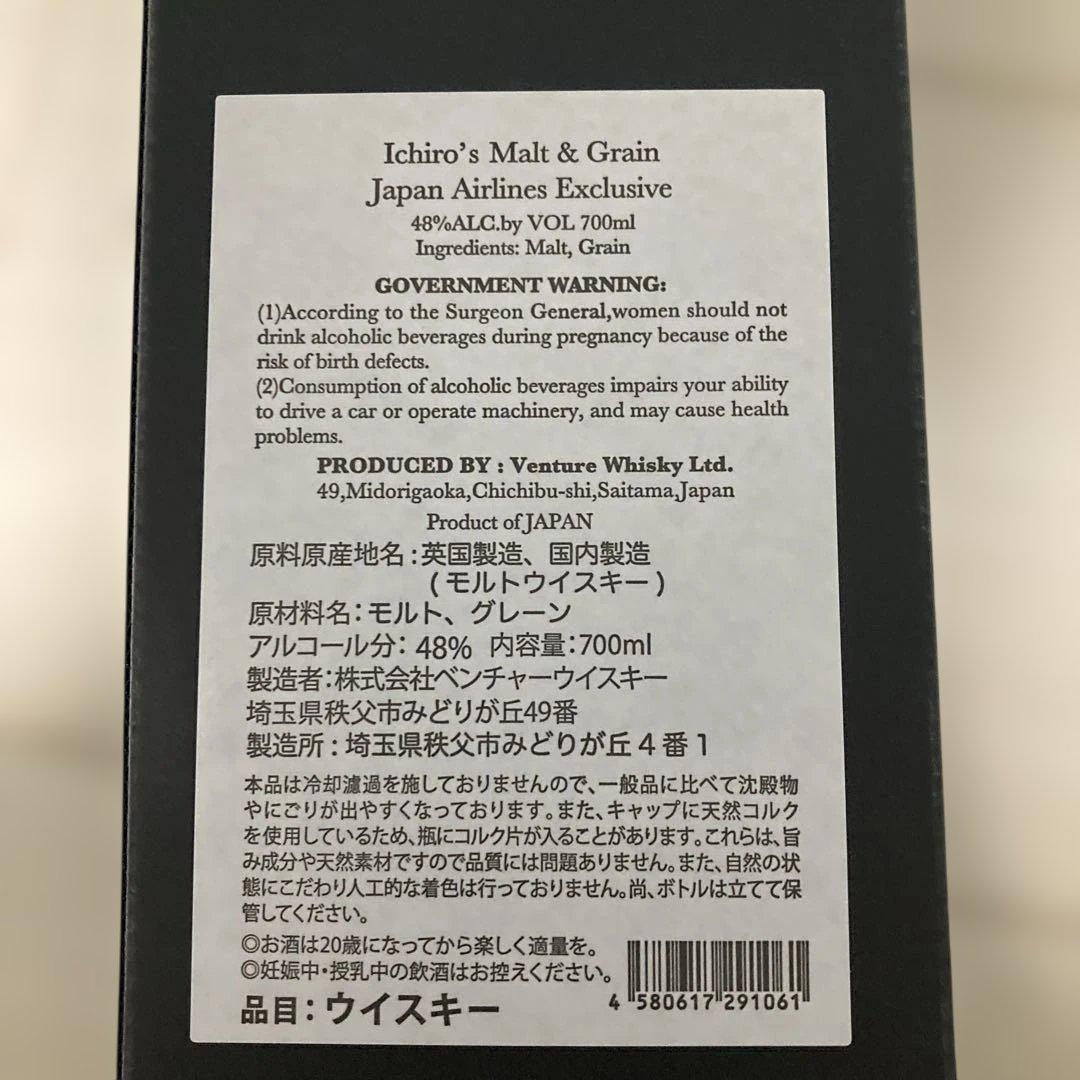 Ichiro's Malt & Grain
Japan Airlines Exclusive
48%ALC.by VOL 700ml
Ingredients: Malt, Grain
GOVERNMENT WARNING:
(1)According to the Surgeon General,women should not
drink alcoholic beverages during pregnancy because of the
risk of birth defects.
(2)Consumption of alcoholic beverages impairs your ability
to drive a car or operate machinery, and may cause health
problems.
PRODUCED BY : Venture Whisky Ltd.
49,Midorigaoka,Chichibu-shi,Saitama,Japan
Product of JAPAN
原料原産地名:英国製造、国内製造
(モルトウイスキー)
原材料名:モルト、グレーン
アルコール分: 48% 内容量:700ml
製造者:株式会社ベンチャーウイスキー
埼玉県秩父市みどりが丘49番
製造所:埼玉県秩父市みどりが丘4番1
本品は冷却濾過を施しておりませんので、一般品に比べて沈殿物
やにごりが出やすくなっております。また、キャップに天然コルク
を使用しているため、瓶にコルク片が入ることがあります。これらは、旨
み成分や天然素材ですので品質には問題ありません。また、自然の状
態にこだわり人工的な着色は行っておりません。尚、ボトルは立てて保
管してください。
◎お酒は20歳になってから楽しく適量を。
◎妊娠中・授乳中の飲酒はお控えください。
品目:ウイスキー
4 580617 291061